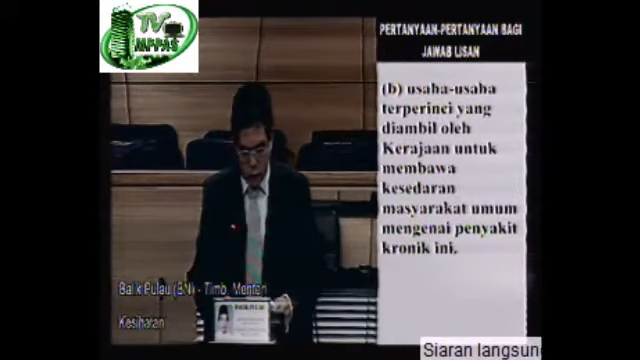 TV
MPPAS
PERTANYAAN-PERTANYAAN BAGI
JAWAB LISAN
(b) usaha-usaha
terperinci yang
diambil oleh
Kerajaan untuk
membawa
kesedaran
masyarakat umum
mengenai penyakit
kronik ini.
Balik Pulau (BN) - Timb. Menteri
Kesihatan
Siaran langsung